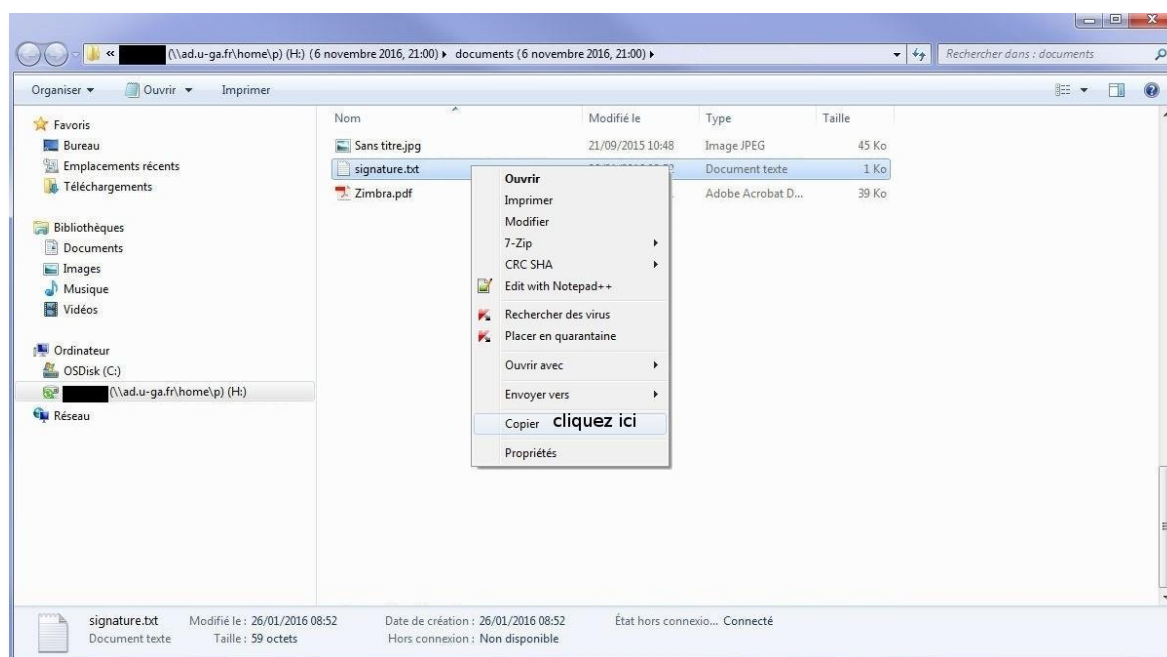 « (\\ad.u-ga.fr\home\p) (H:) (6 novembre 2016, 21:00) ▸ documents (6 novembre 2016, 21:00) ▸ Rechercher dans : documents
Organiser Ouvrir Imprimer
Favoris
Bureau
Emplacements récents
Téléchargements
Bibliothèques
Documents
Images
Musique
Vidéos
Ordinateur
OSDisk (C:)
(\\ad.u-ga.fr\home\p) (H:)
Réseau
Nom Modifié le Type Taille
Sans titre.jpg 21/09/2015 10:48 Image JPEG 45 Ko
signature.txt Document texte 1 Ko
Zimbra.pdf Adobe Acrobat D... 39 Ko
Ouvrir
Imprimer
Modifier
7-Zip
CRC SHA
Edit with Notepad++
Rechercher des virus
Placer en quarantaine
Ouvrir avec
Envoyer vers
Copier cliquez ici
Propriétés
signature.txt Modifié le : 26/01/2016 08:52 Date de création : 26/01/2016 08:52 État hors connexio... Connecté
Document texte Taille : 59 octets Hors connexion : Non disponible